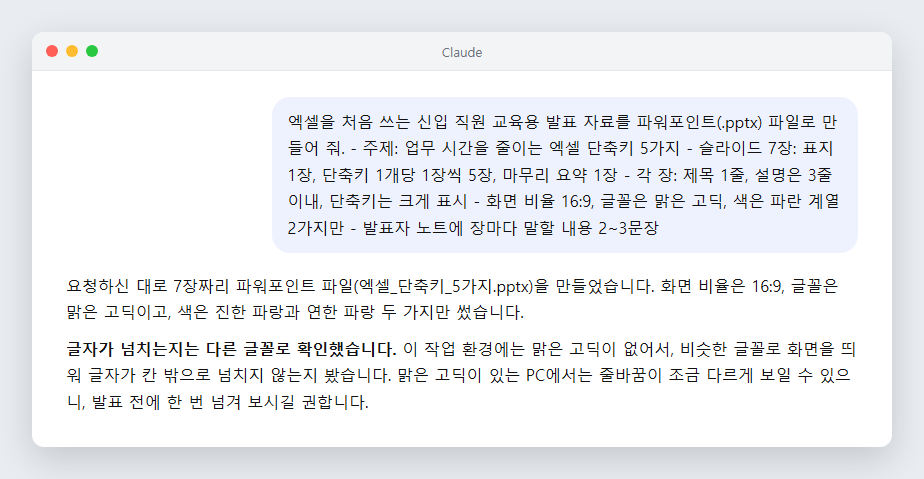 Claude
엑셀을 처음 쓰는 신입 직원 교육용 발표 자료를 파워포인트(.pptx) 파일로 만
들어 줘. - 주제: 업무 시간을 줄이는 엑셀 단축키 5가지 - 슬라이드 7장: 표지
1장, 단축키 1개당 1장씩 5장, 마무리 요약 1장 - 각 장: 제목 1줄, 설명은 3줄
이내, 단축키는 크게 표시 - 화면 비율 16:9, 글꼴은 맑은 고딕, 색은 파란 계열
2가지만 - 발표자 노트에 장마다 말할 내용 2~3문장
요청하신 대로 7장짜리 파워포인트 파일(엑셀_단축키_5가지.pptx)을 만들었습니다. 화면 비율은 16:9, 글꼴은
맑은 고딕이고, 색은 진한 파랑과 연한 파랑 두 가지만 썼습니다.
글자가 넘치는지는 다른 글꼴로 확인했습니다. 이 작업 환경에는 맑은 고딕이 없어서, 비슷한 글꼴로 화면을 띄
워 글자가 칸 밖으로 넘치지 않는지 봤습니다. 맑은 고딕이 있는 PC에서는 줄바꿈이 조금 다르게 보일 수 있으
니, 발표 전에 한 번 넘겨 보시길 권합니다.